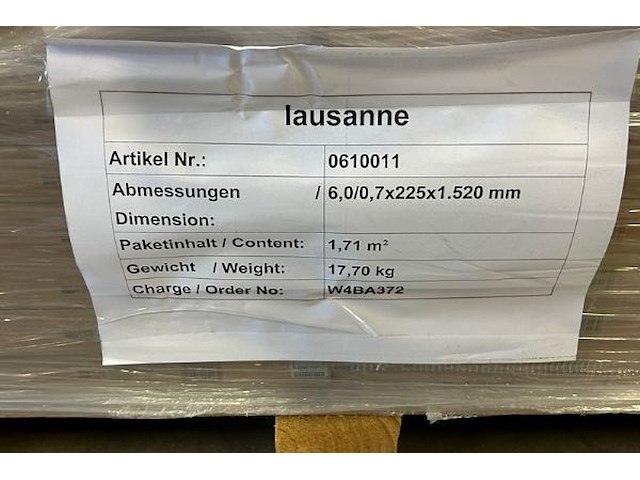 lausanne
Artikel Nr.: 0610011
Abmessungen / 6,0/0,7x225x1.520 mm
Dimension:
Paketinhalt / Content: 1,71 m²
Gewicht / Weight: 17,70 kg
Charge / Order No: W4BA372